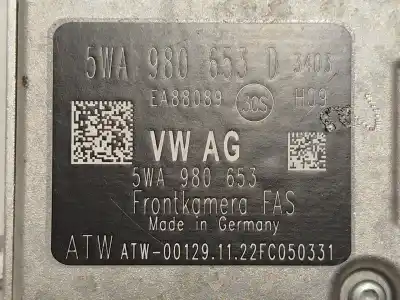 5WA 980 653 D 3403
EA88089 3CS H09
VW AG
5WA 980 653
Frontkamera FAS
Made in Germany
ATW ATW-00129.11.22FC050331